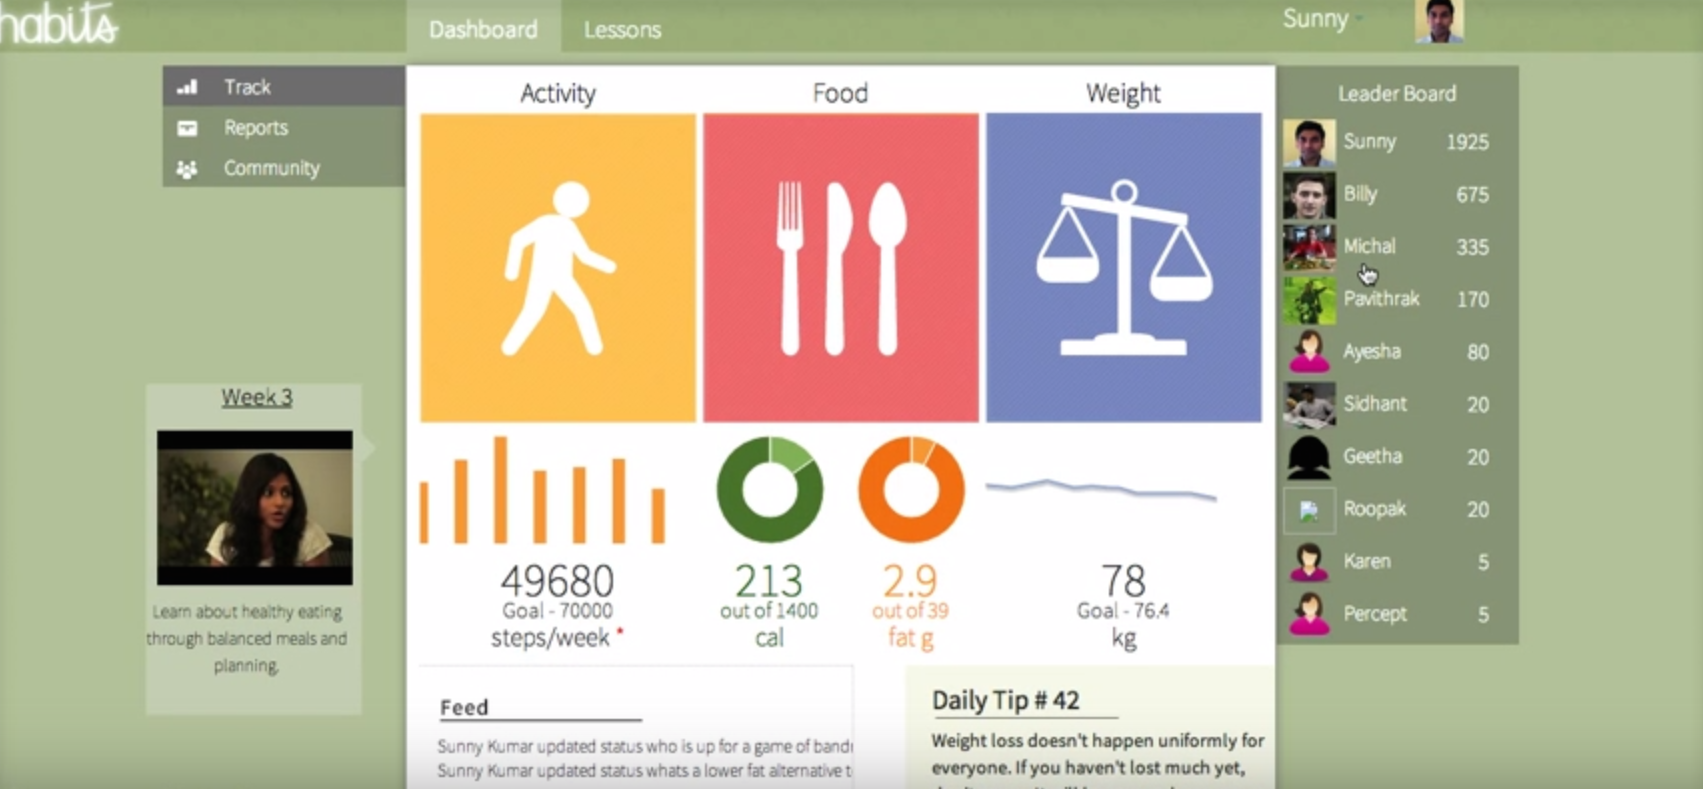 habits
Dashboard
Lessons
Sunny
Track
Reports
Community
Week 3
Learn about healthy eating
through balanced meals and
planning.
Activity
Food
Weight
49680
Goal - 70000
steps/week *
213
out of 1400
cal
2.9
out of 39
fat g
78
Goal - 76.4
kg
Feed
Sunny Kumar updated status who is up for a game of
Sunny Kumar updated status whats a lower fat alternative
Daily Tip # 42
Weight loss doesn't happen uniformly for
everyone. If you haven't lost much yet,
Leader Board
Sunny 1925
Billy 675
Michal 335
Pavithrak 170
Ayesha 80
Sidhant 20
Geetha 20
Roopak 20
Karen 5
Percept 5